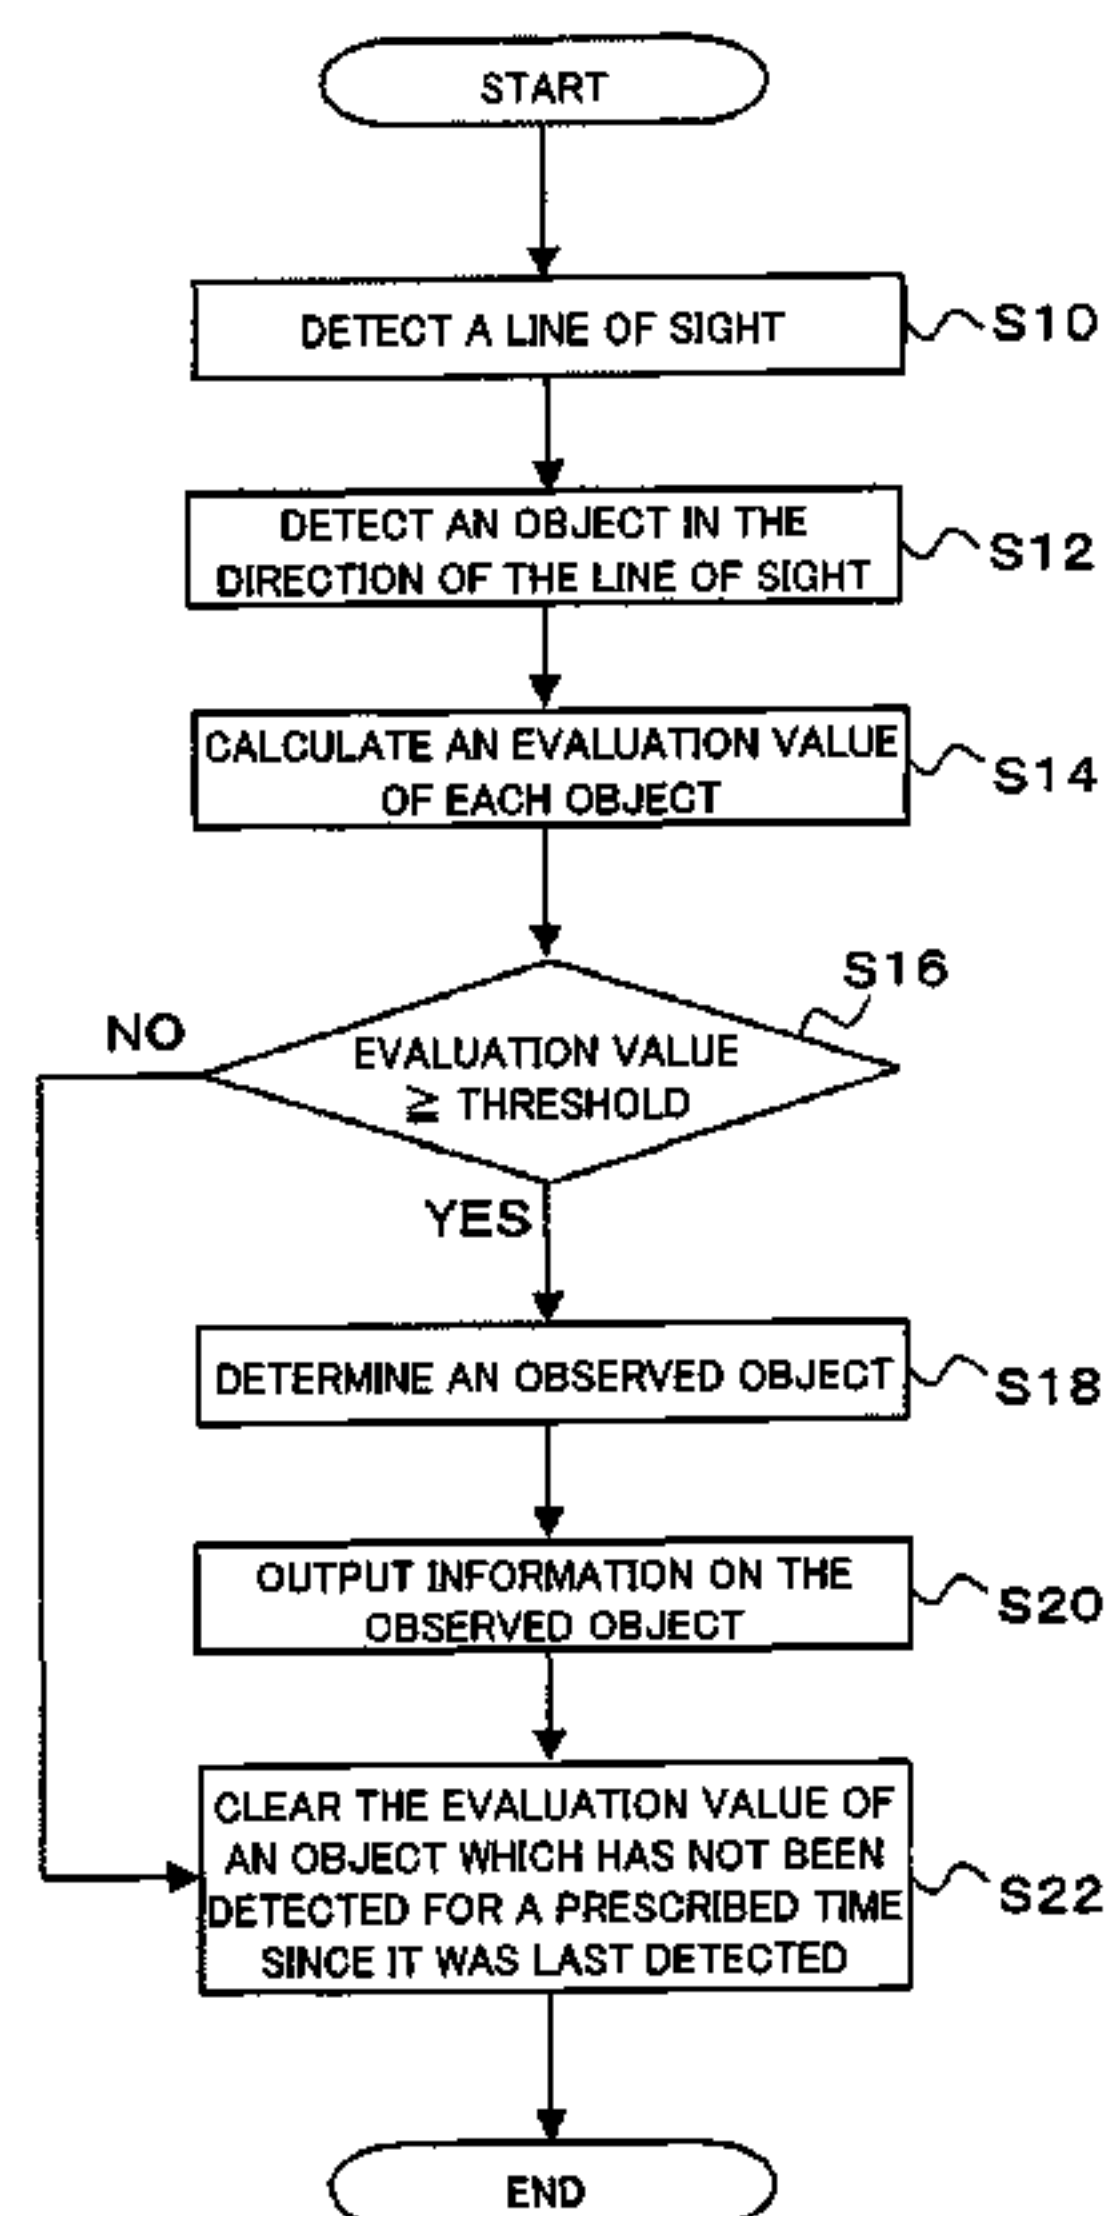 START
DETECT A LINE OF SIGHT
S10
DETECT AN OBJECT IN THE
DIRECTION OF THE LINE OF SIGHT
S12
CALCULATE AN EVALUATION VALUE
OF EACH OBJECT
S14
S16
NO
EVALUATION VALUE
≧ THRESHOLD
YES
DETERMINE AN OBSERVED OBJECT
S18
OUTPUT INFORMATION ON THE
OBSERVED OBJECT
S20
CLEAR THE EVALUATION VALUE OF
AN OBJECT WHICH HAS NOT BEEN
DETECTED FOR A PRESCRIBED TIME
SINCE IT WAS LAST DETECTED
S22
END